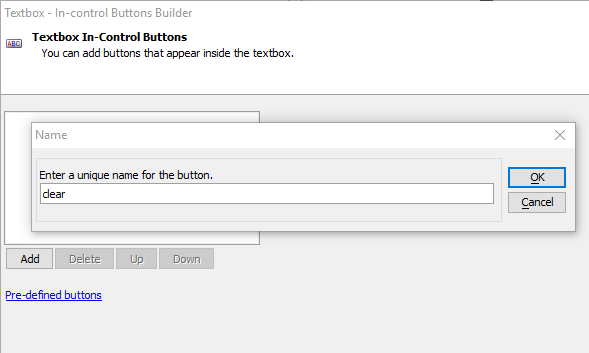 Textbox - In-control Buttons Builder
ABC
Textbox In-Control Buttons
You can add buttons that appear inside the textbox.
Name
Enter a unique name for the button.
OK
clear
Cancel
Add Delete Up Down
Pre-defined buttons